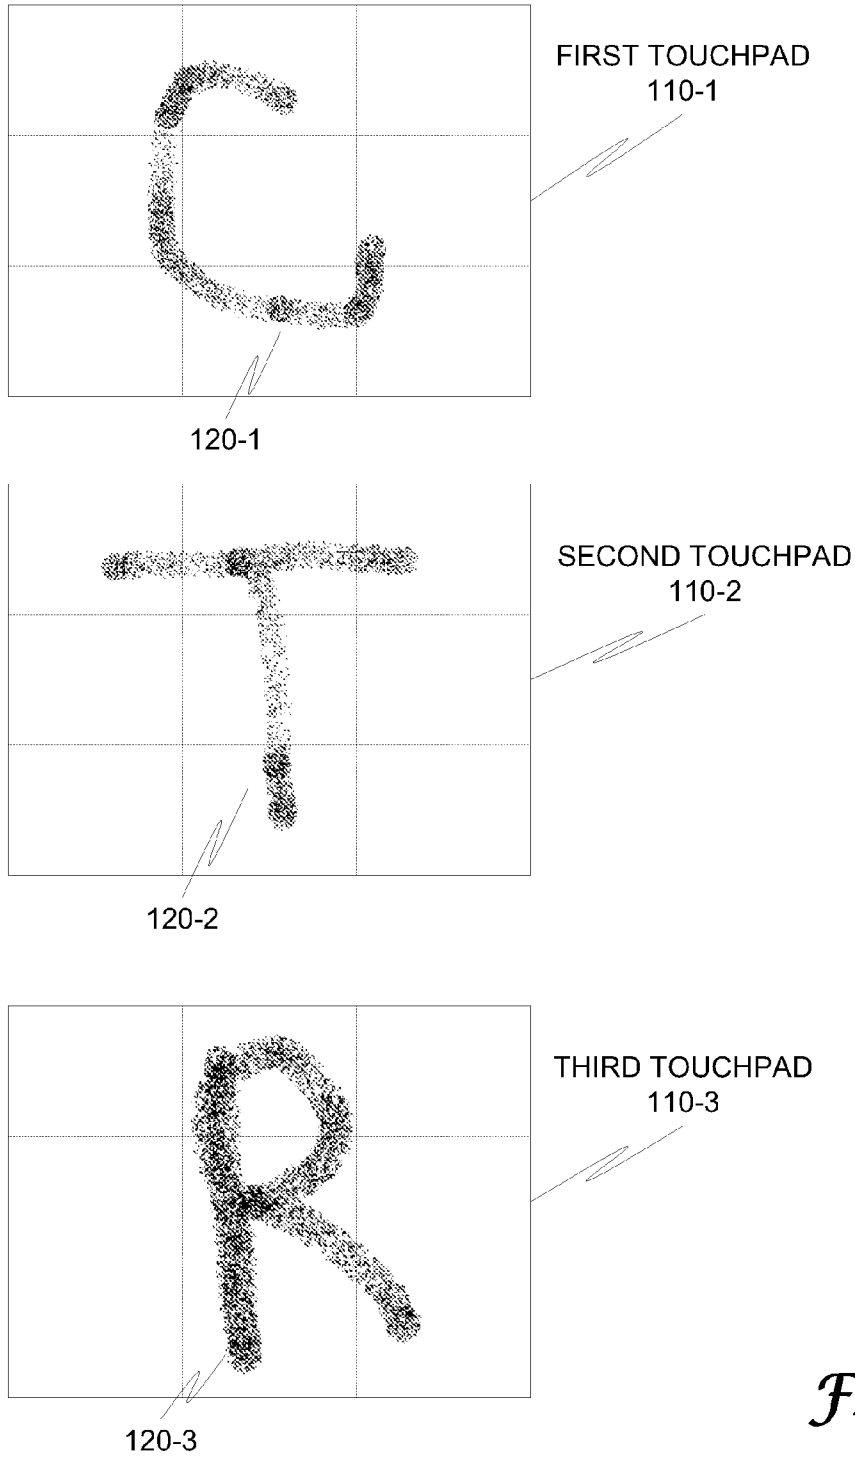 FIRST TOUCHPAD
110-1
G
120-1
SECOND TOUCHPAD
110-2
T
120-2
THIRD TOUCHPAD
110-3
R
120-3